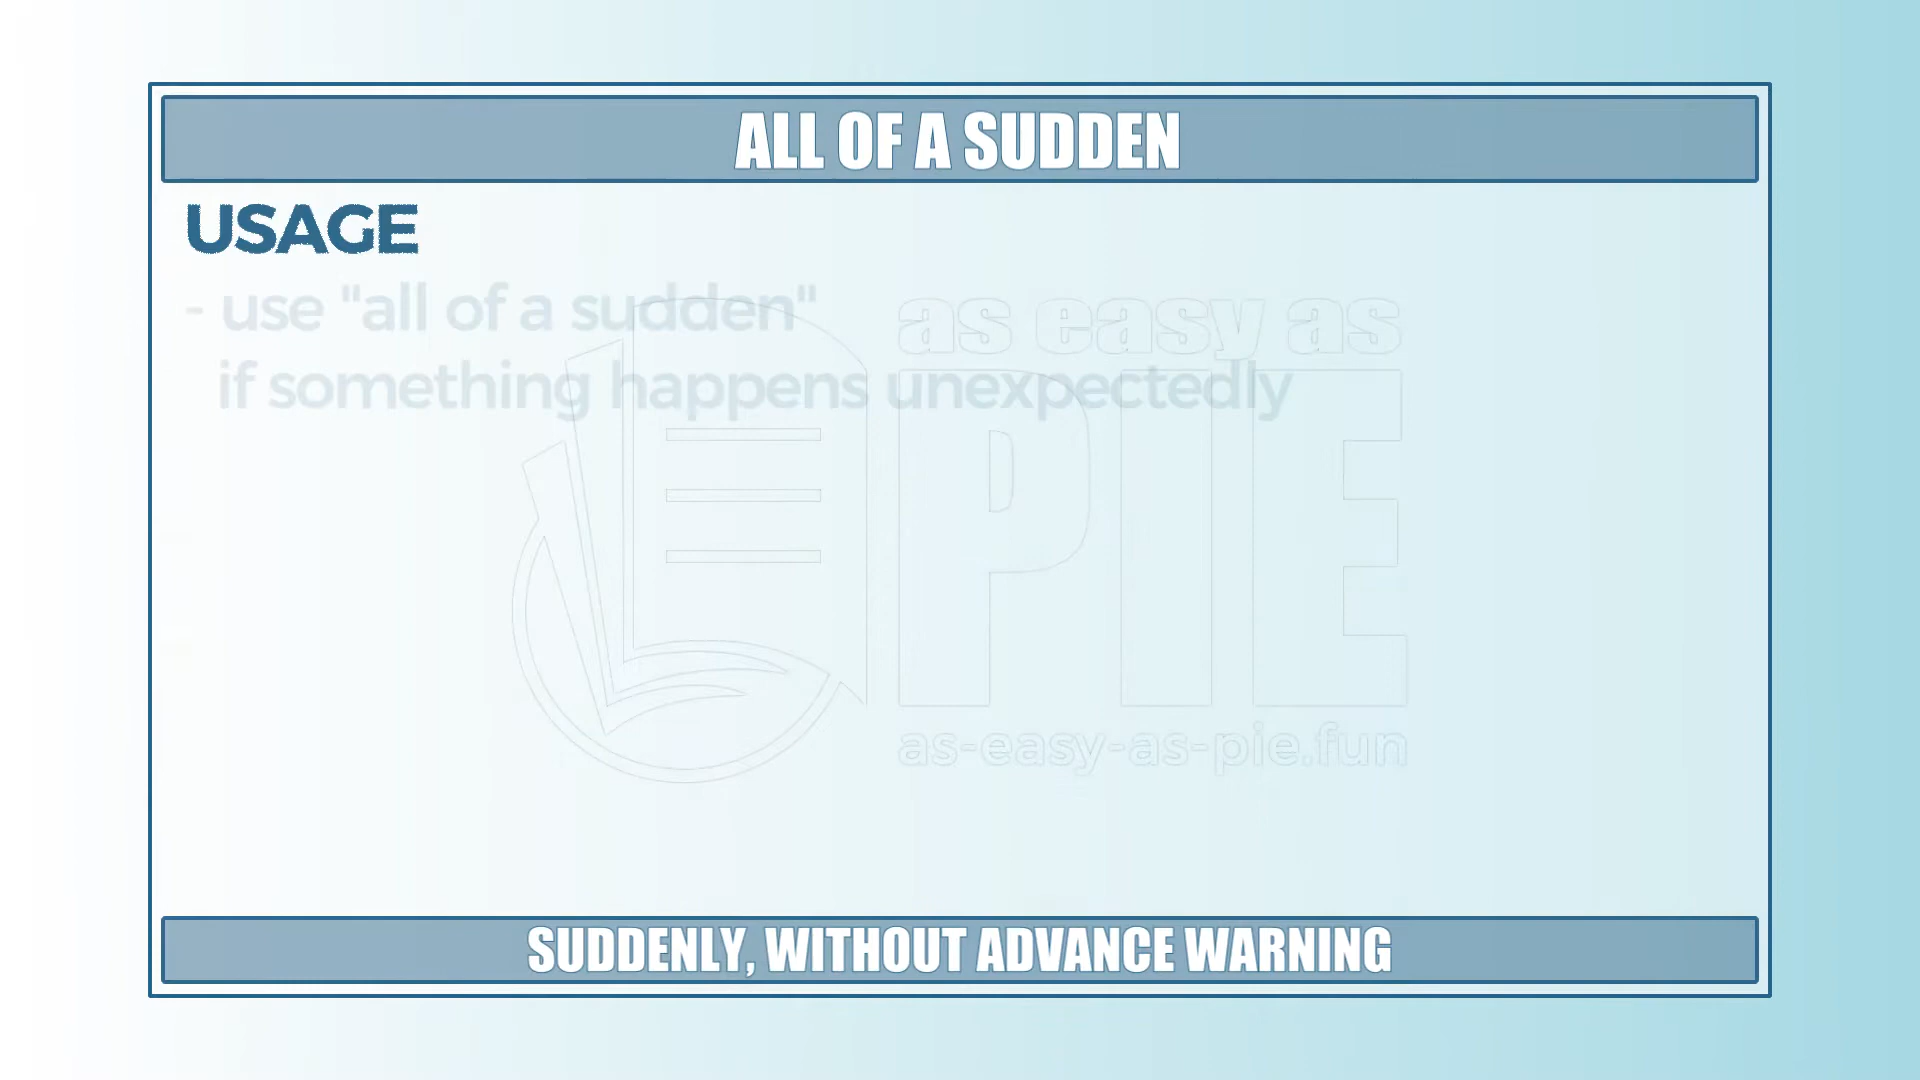 ALL OF A SUDDEN
USAGE
- use "all of a sudden"
if something happens unexpectedly
as easy as
PIE
as-easy-as-pie.fun
SUDDENLY, WITHOUT ADVANCE WARNING